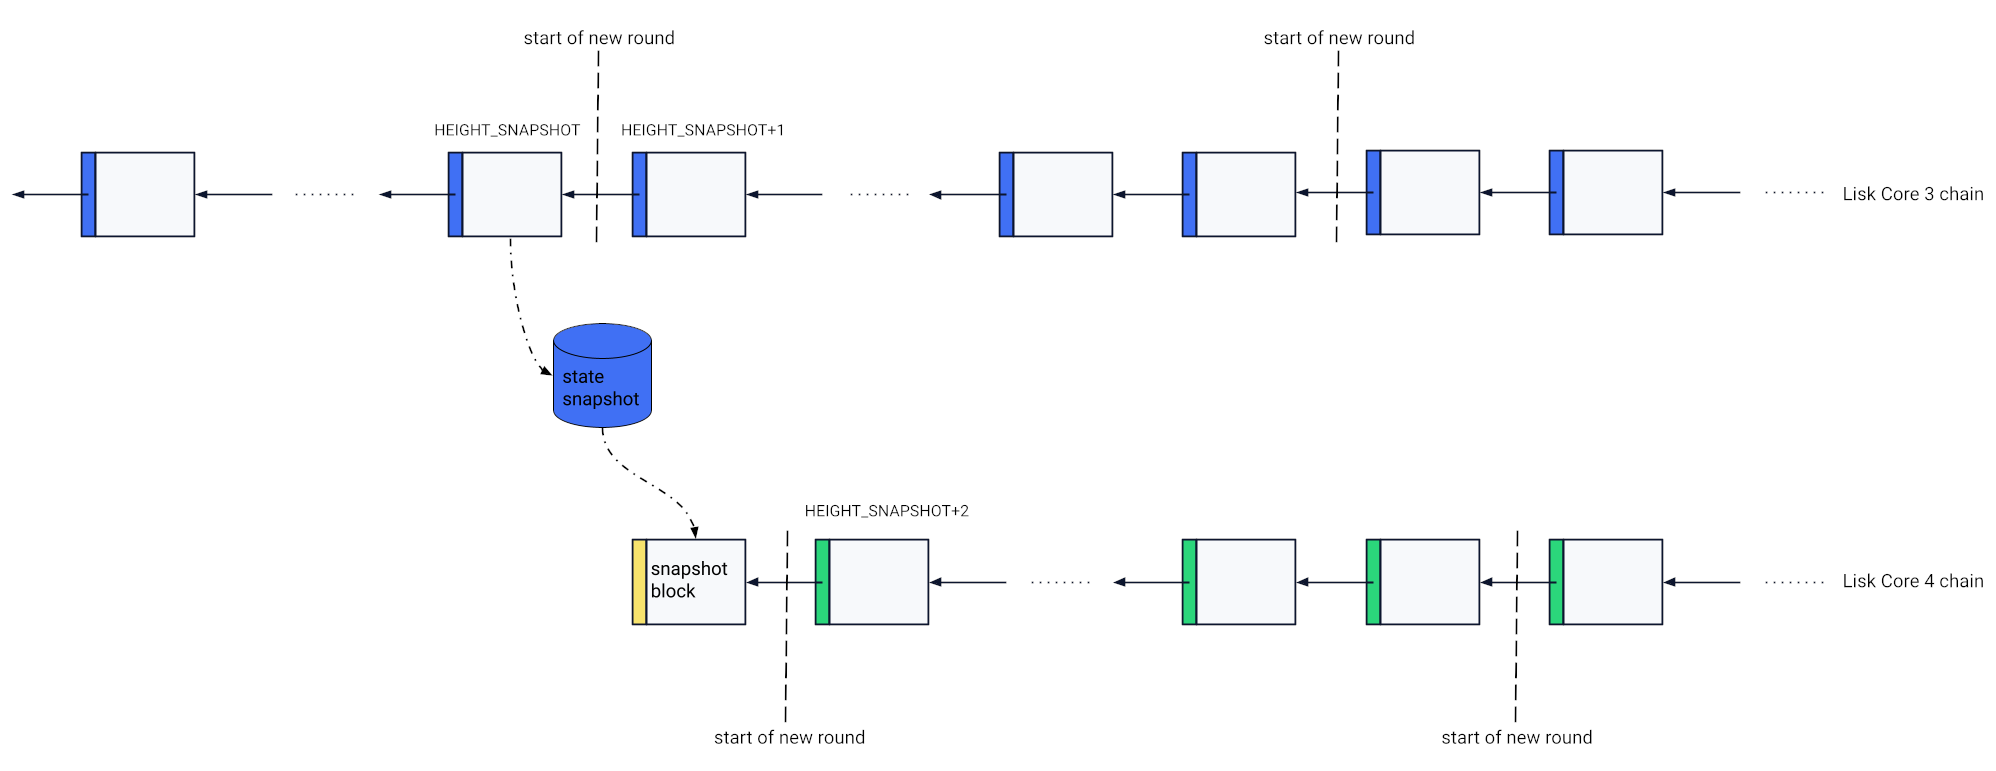 start of new round
start of new round
HEIGHT_SNAPSHOT
HEIGHT_SNAPSHOT+1
Lisk Core 3 chain
state
snapshot
HEIGHT_SNAPSHOT+2
snapshot
block
Lisk Core 4 chain
start of new round
start of new round